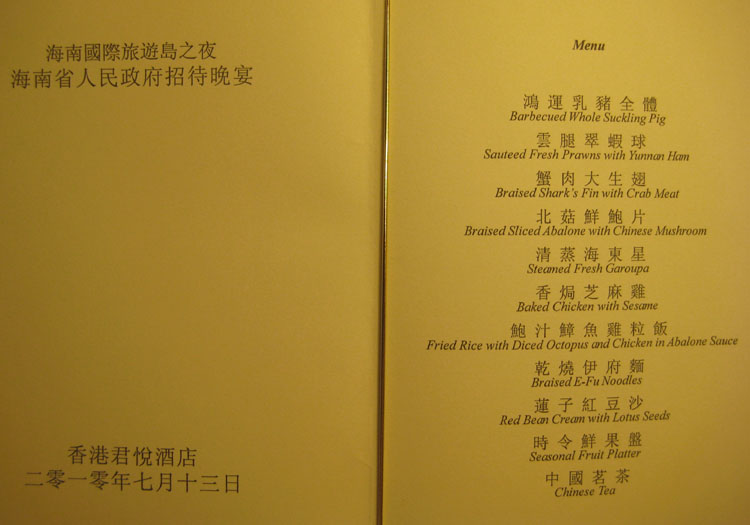 海南國際旅遊島之夜
海南省人民政府招待晚宴
香港君悅酒店
二零一零年七月十三日
Menu
鴻運乳豬全體
Barbecued Whole Suckling Pig
雲腿翠蝦球
Sauteed Fresh Prawns with Yunnan Ham
蟹肉大生翅
Braised Shark's Fin with Crab Meat
北菇鮮鮑片
Braised Sliced Abalone with Chinese Mushroom
清蒸海東星
Steamed Fresh Garoupa
香焗芝麻雞
Baked Chicken with Sesame
鮑汁鱆魚雞粒飯
Fried Rice with Diced Octopus and Chicken in Abalone Sauce
乾燒伊府麵
Braised E-Fu Noodles
蓮子紅豆沙
Red Bean Cream with Lotus Seeds
時令鮮果盤
Seasonal Fruit Platter
中國茗茶
Chinese Tea